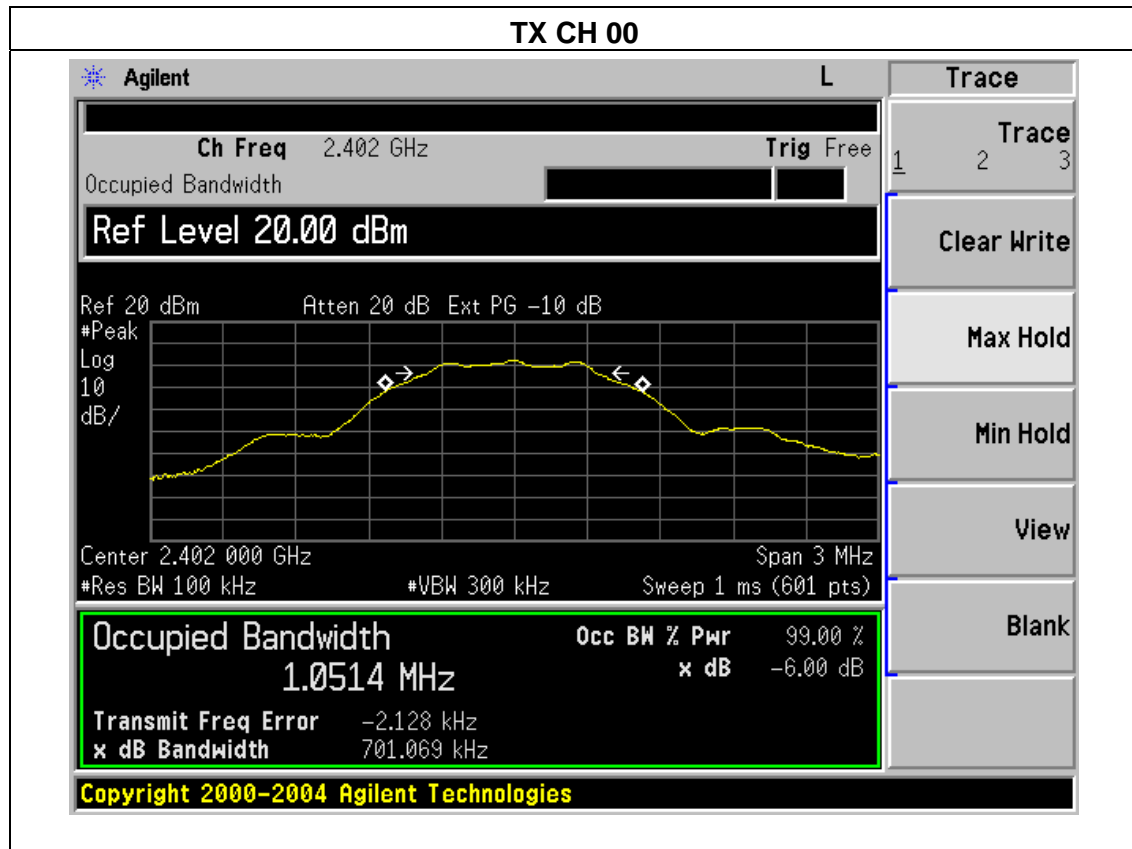 TX CH 00
Agilent L Trace
Ch Freq 2.402 GHz Trig Free
Occupied Bandwidth
Trace
1 2 3
Ref Level 20.00 dBm
Clear Write
Ref 20 dBm Atten 20 dB Ext PG -10 dB
#Peak
Log
10
dB/
Max Hold
Min Hold
View
Center 2.402 000 GHz Span 3 MHz
#Res BW 100 kHz #VBW 300 kHz Sweep 1 ms (601 pts)
Blank
Occupied Bandwidth Occ BW % Pwr 99.00 %
1.0514 MHz x dB -6.00 dB
Transmit Freq Error -2.128 kHz
x dB Bandwidth 701.069 kHz
Copyright 2000-2004 Agilent Technologies